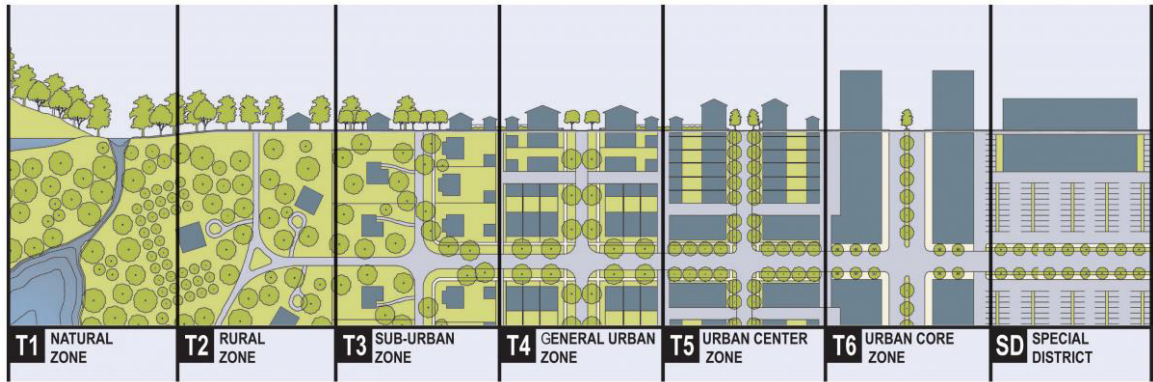 T1 NATURAL
ZONE
T2 RURAL
ZONE
T3 SUB-URBAN
ZONE
T4 GENERAL URBAN
ZONE
T5 URBAN CENTER
ZONE
T6 URBAN CORE
ZONE
SD SPECIAL
DISTRICT